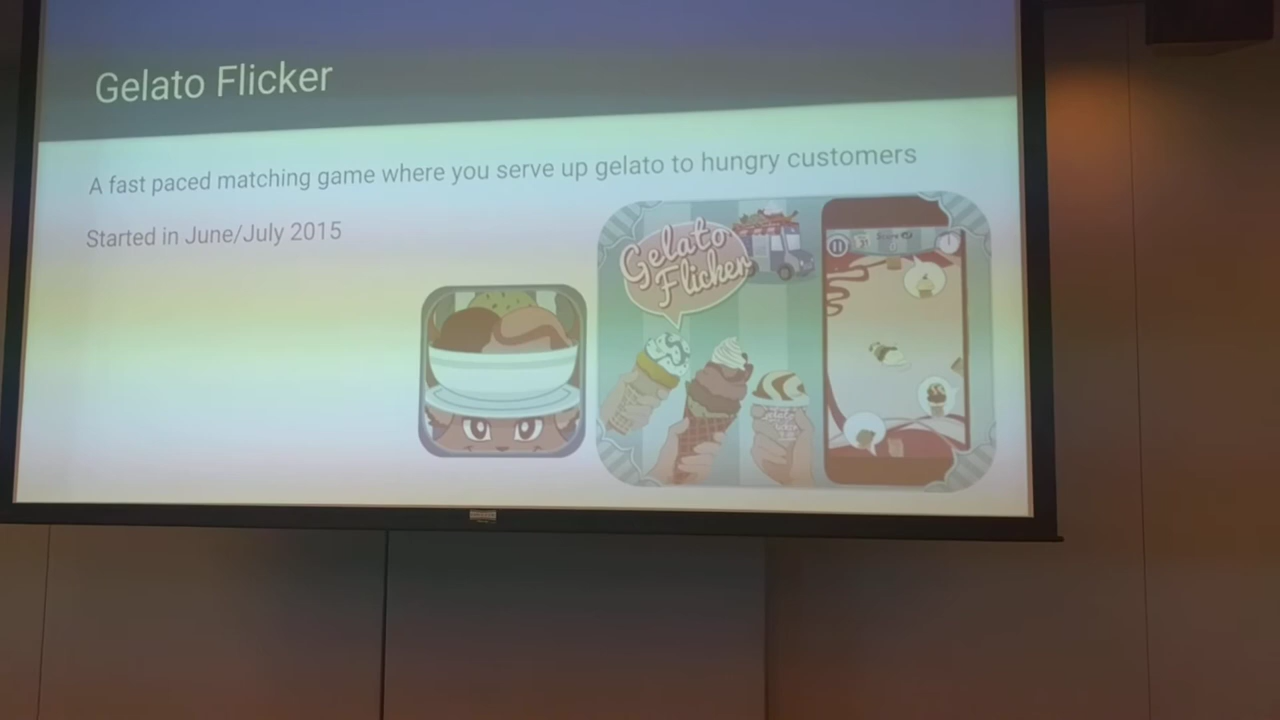 Gelato Flicker
A fast paced matching game where you serve up gelato to hungry customers
Started in June/July 2015
Gelato
Flicker